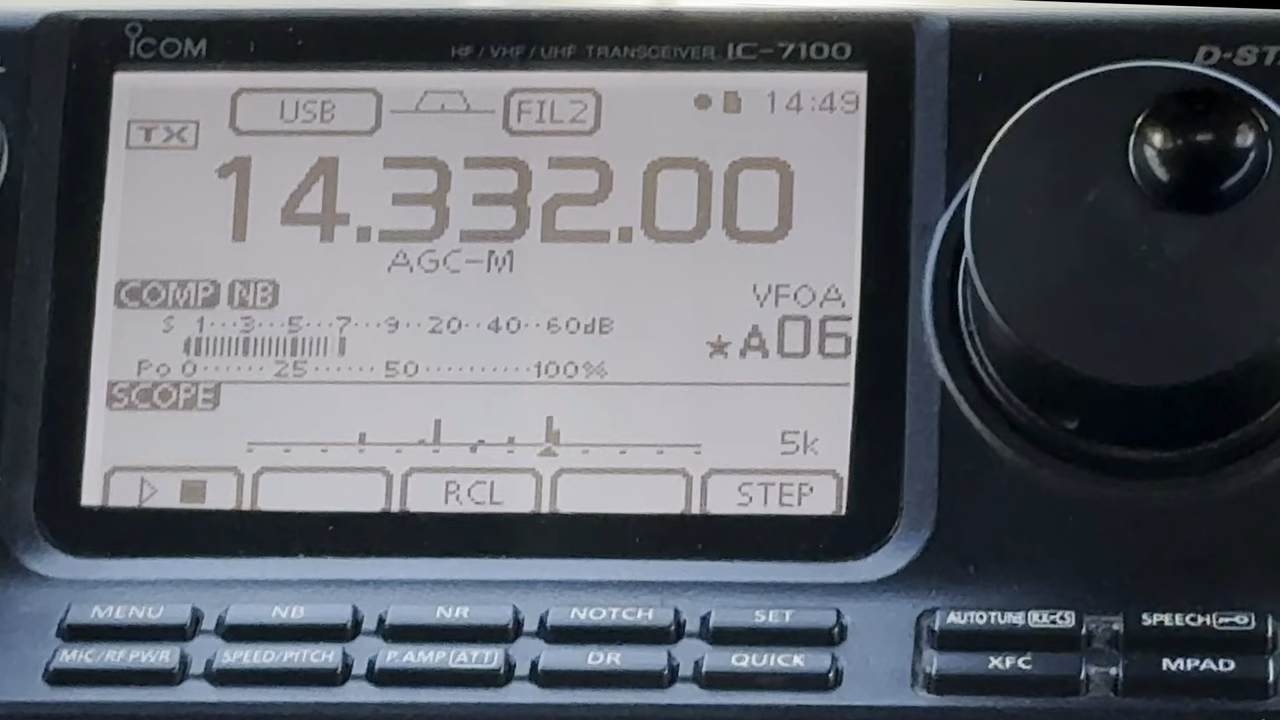 ICOM HF / VHF / UHF TRANSCEIVER IC-7100
D-ST
USB FIL2 14:49
TX
14.332.00
AGC-M
COMP NB VFOA
S 1···3···5···7···9··20··40··60dB
★A06
Po 0······25······50··········100%
SCOPE
5k
RCL STEP
MENU NB NR NOTCH SET
AUTO TUNE RX-CS SPEECH
MIC/RF PWR SPEED/PITCH P.AMP(ATT) DR QUICK
XFC MPAD